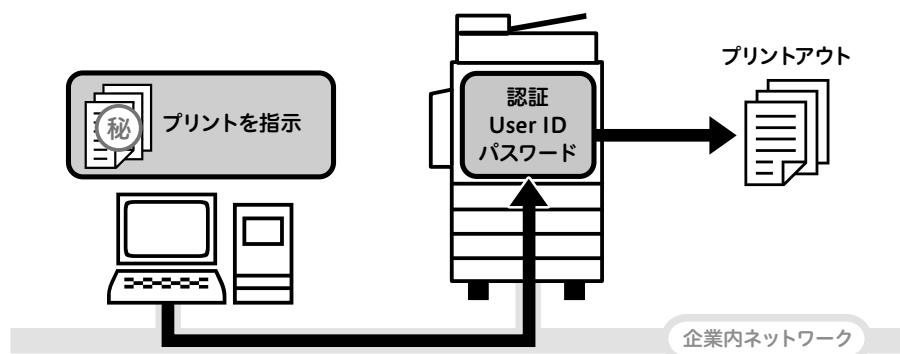 プリントアウト
秘
プリントを指示
認証
User ID
パスワード
企業内ネットワーク